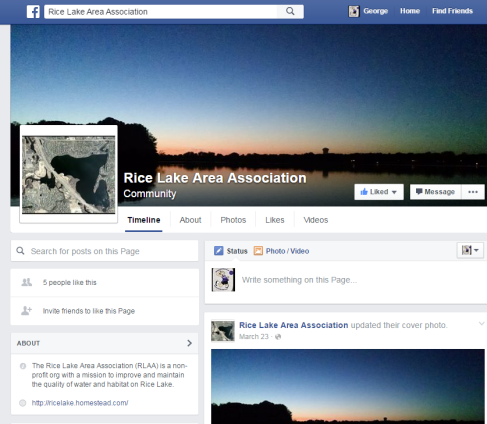 Rice Lake Area Association
George Home Find Friends
Rice Lake Area Association
Community
Liked
Message
Timeline About Photos Likes Videos
Search for posts on this Page
5 people like this
Invite friends to like this Page
ABOUT
The Rice Lake Area Association (RLAA) is a non-
profit org with a mission to improve and maintain
the quality of water and habitat on Rice Lake.
http://ricelake.homestead.com/
Status Photo / Video
Write something on this Page...
Rice Lake Area Association updated their cover photo.
March 23 ·